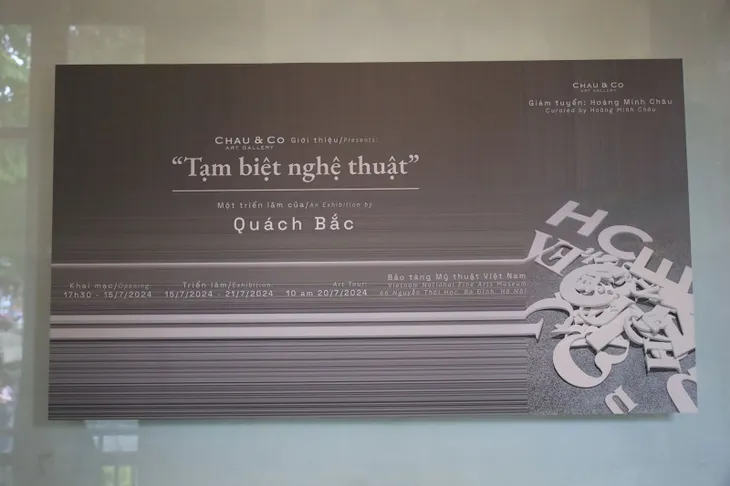 CHAU & CO
ART GALLERY
Giám tuyển: Hoàng Minh Châu
Curated by Hoàng Minh Châu
CHAU & CO
ART GALLERY
Giới thiệu/Presents:
“Tạm biệt nghệ thuật”
Một triển lãm của/An Exhibition by
Quách Bắc
Khai mạc/Opening:
17h30 - 15/7/2024
Triển lãm/Exhibition:
15/7/2024 - 21/7/2024
Art Tour:
10 am 20/7/2024
Bảo tàng Mỹ thuật Việt Nam
Vietnam National Fine Arts Museum
66 Nguyễn Thái Học, Ba Đình, Hà Nội
H C E